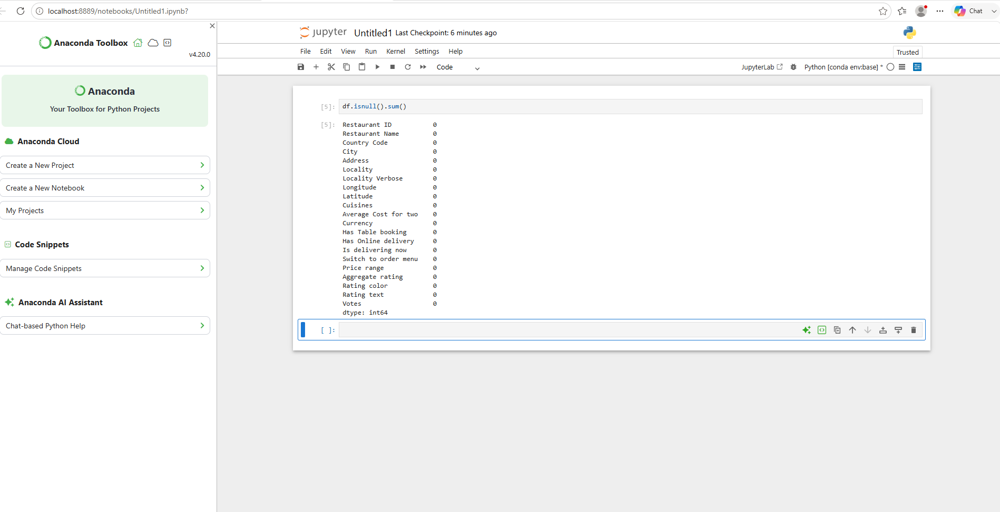 localhost:8889/notebooks/Untitled1.ipynb?
Chat
Anaconda Toolbox
v4.20.0
Anaconda
Your Toolbox for Python Projects
Anaconda Cloud
Create a New Project
Create a New Notebook
My Projects
Code Snippets
Manage Code Snippets
Anaconda AI Assistant
Chat-based Python Help
jupyter Untitled1 Last Checkpoint: 6 minutes ago
File Edit View Run Kernel Settings Help
Trusted
Code
JupyterLab Python [conda env:base] *
[5]: df.isnull().sum()
[5]: Restaurant ID 0
Restaurant Name 0
Country Code 0
City 0
Address 0
Locality 0
Locality Verbose 0
Longitude 0
Latitude 0
Cuisines 0
Average Cost for two 0
Currency 0
Has Table booking 0
Has Online delivery 0
Is delivering now 0
Switch to order menu 0
Price range 0
Aggregate rating 0
Rating color 0
Rating text 0
Votes 0
dtype: int64
[ ]: